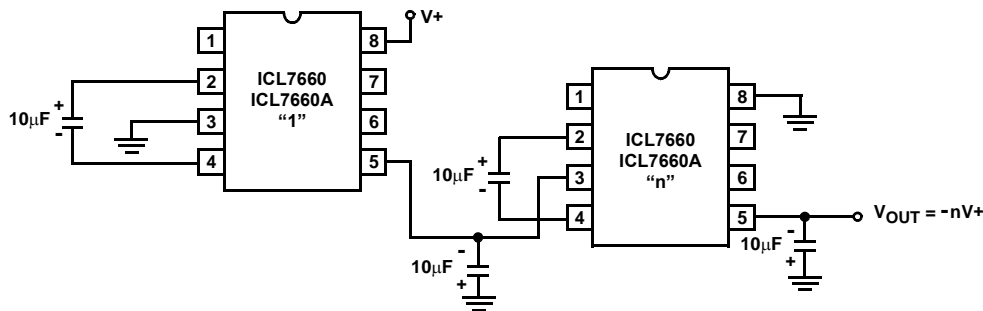 V+
1
8
2
ICL7660
ICL7660A
“1”
7
10µF
+
-
3
6
4
5
1
8
2
ICL7660
ICL7660A
“n”
7
10µF
+
-
3
6
4
5
VOUT = -nV+
10µF
-
+
10µF
-
+